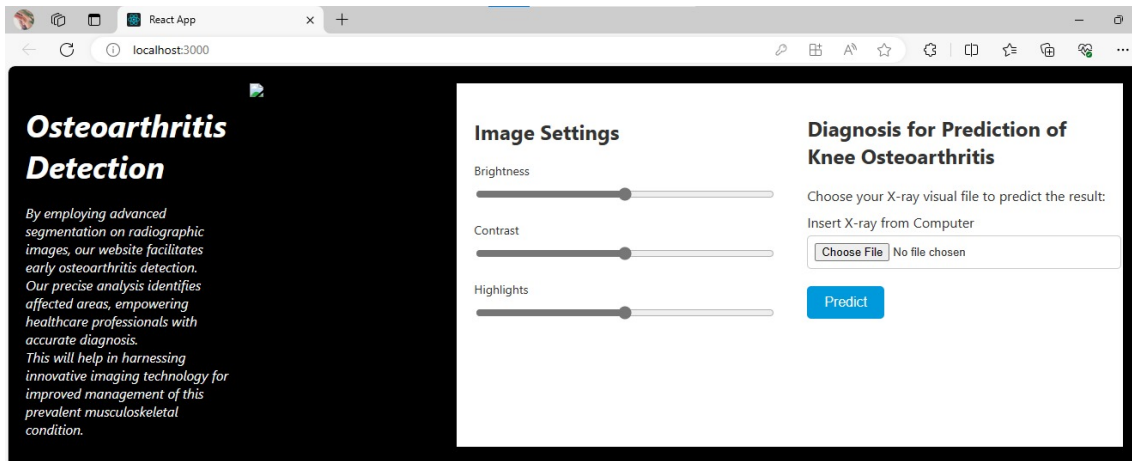 React App
localhost:3000
Osteoarthritis
Detection
By employing advanced
segmentation on radiographic
images, our website facilitates
early osteoarthritis detection.
Our precise analysis identifies
affected areas, empowering
healthcare professionals with
accurate diagnosis.
This will help in harnessing
innovative imaging technology for
improved management of this
prevalent musculoskeletal
condition.
Image Settings
Brightness
Contrast
Highlights
Diagnosis for Prediction of
Knee Osteoarthritis
Choose your X-ray visual file to predict the result:
Insert X-ray from Computer
Choose File No file chosen
Predict